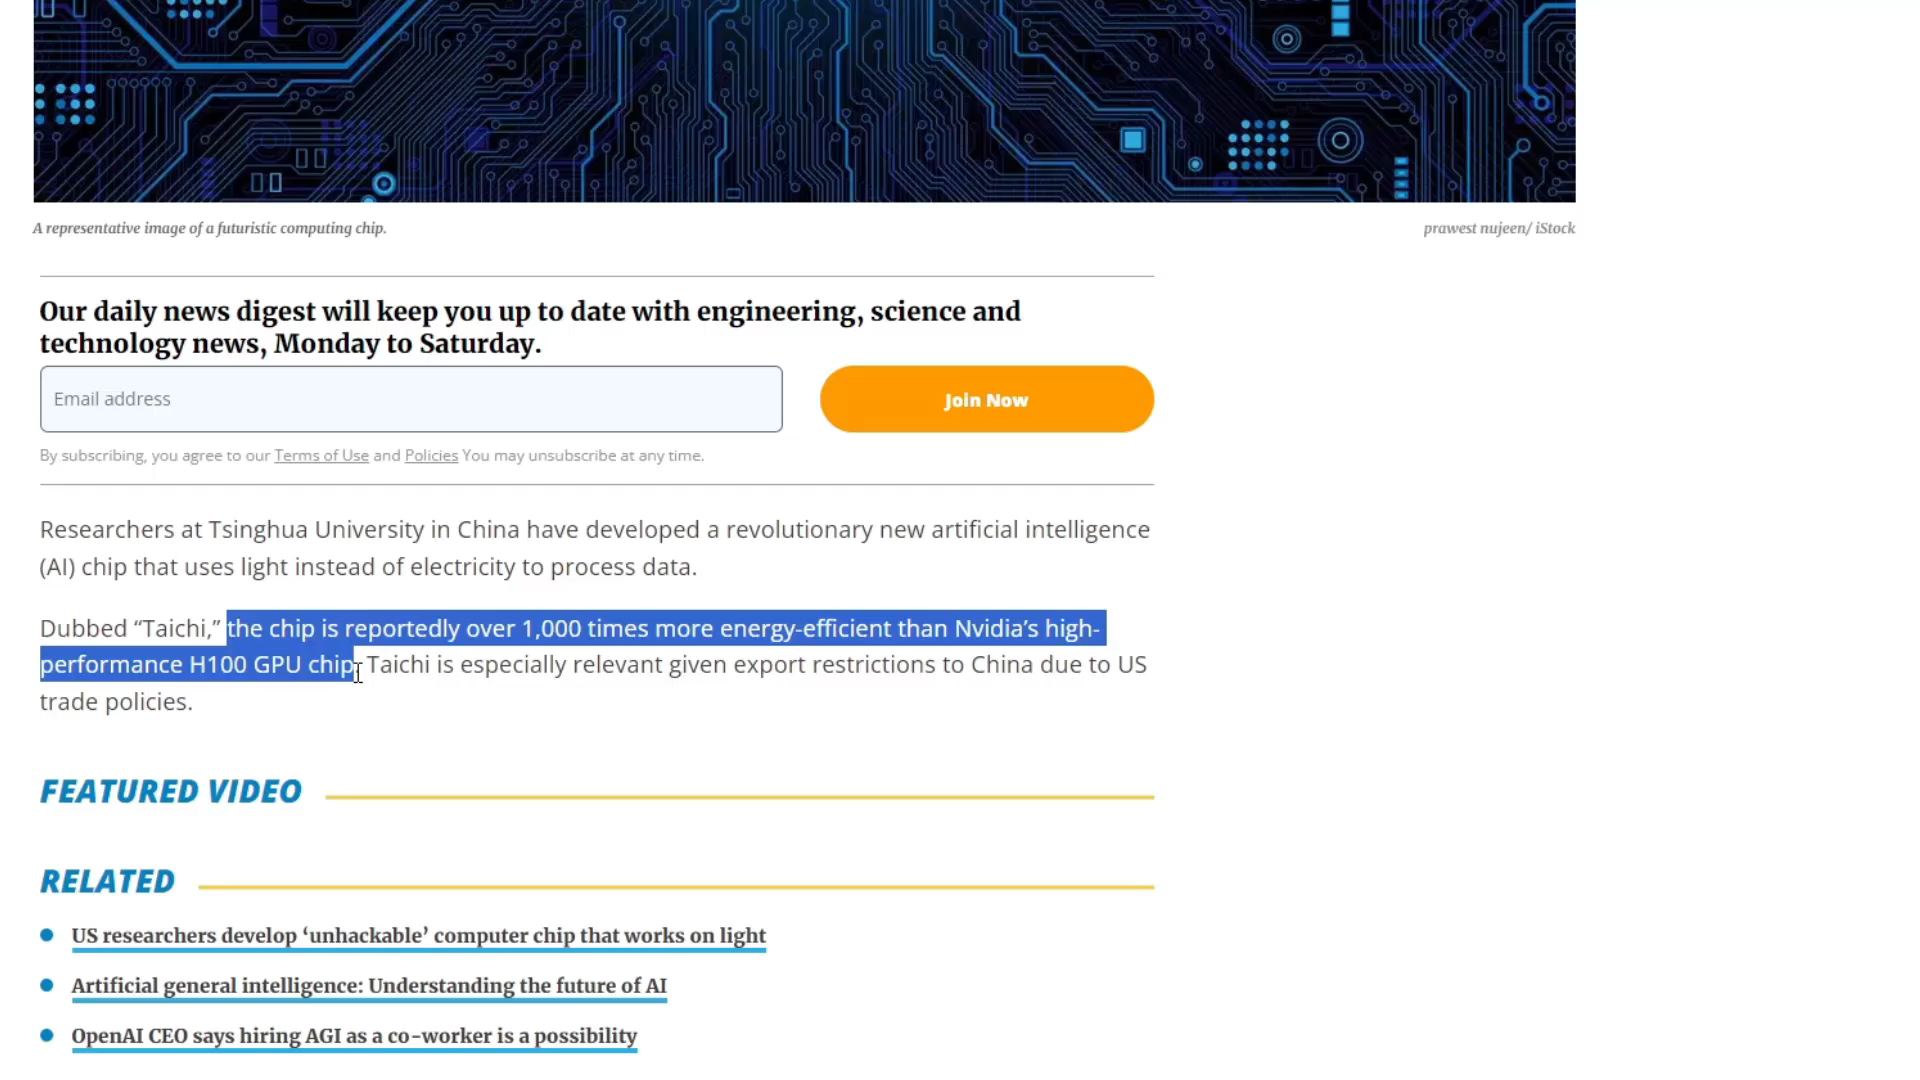 A representative image of a futuristic computing chip.
prawest nujeen/ iStock
Our daily news digest will keep you up to date with engineering, science and
technology news, Monday to Saturday.
Email address
Join Now
By subscribing, you agree to our Terms of Use and Policies You may unsubscribe at any time.
Researchers at Tsinghua University in China have developed a revolutionary new artificial intelligence
(AI) chip that uses light instead of electricity to process data.
Dubbed “Taichi,” the chip is reportedly over 1,000 times more energy-efficient than Nvidia’s high-
performance H100 GPU chip. Taichi is especially relevant given export restrictions to China due to US
trade policies.
FEATURED VIDEO
RELATED
US researchers develop ‘unhackable’ computer chip that works on light
Artificial general intelligence: Understanding the future of AI
OpenAI CEO says hiring AGI as a co-worker is a possibility